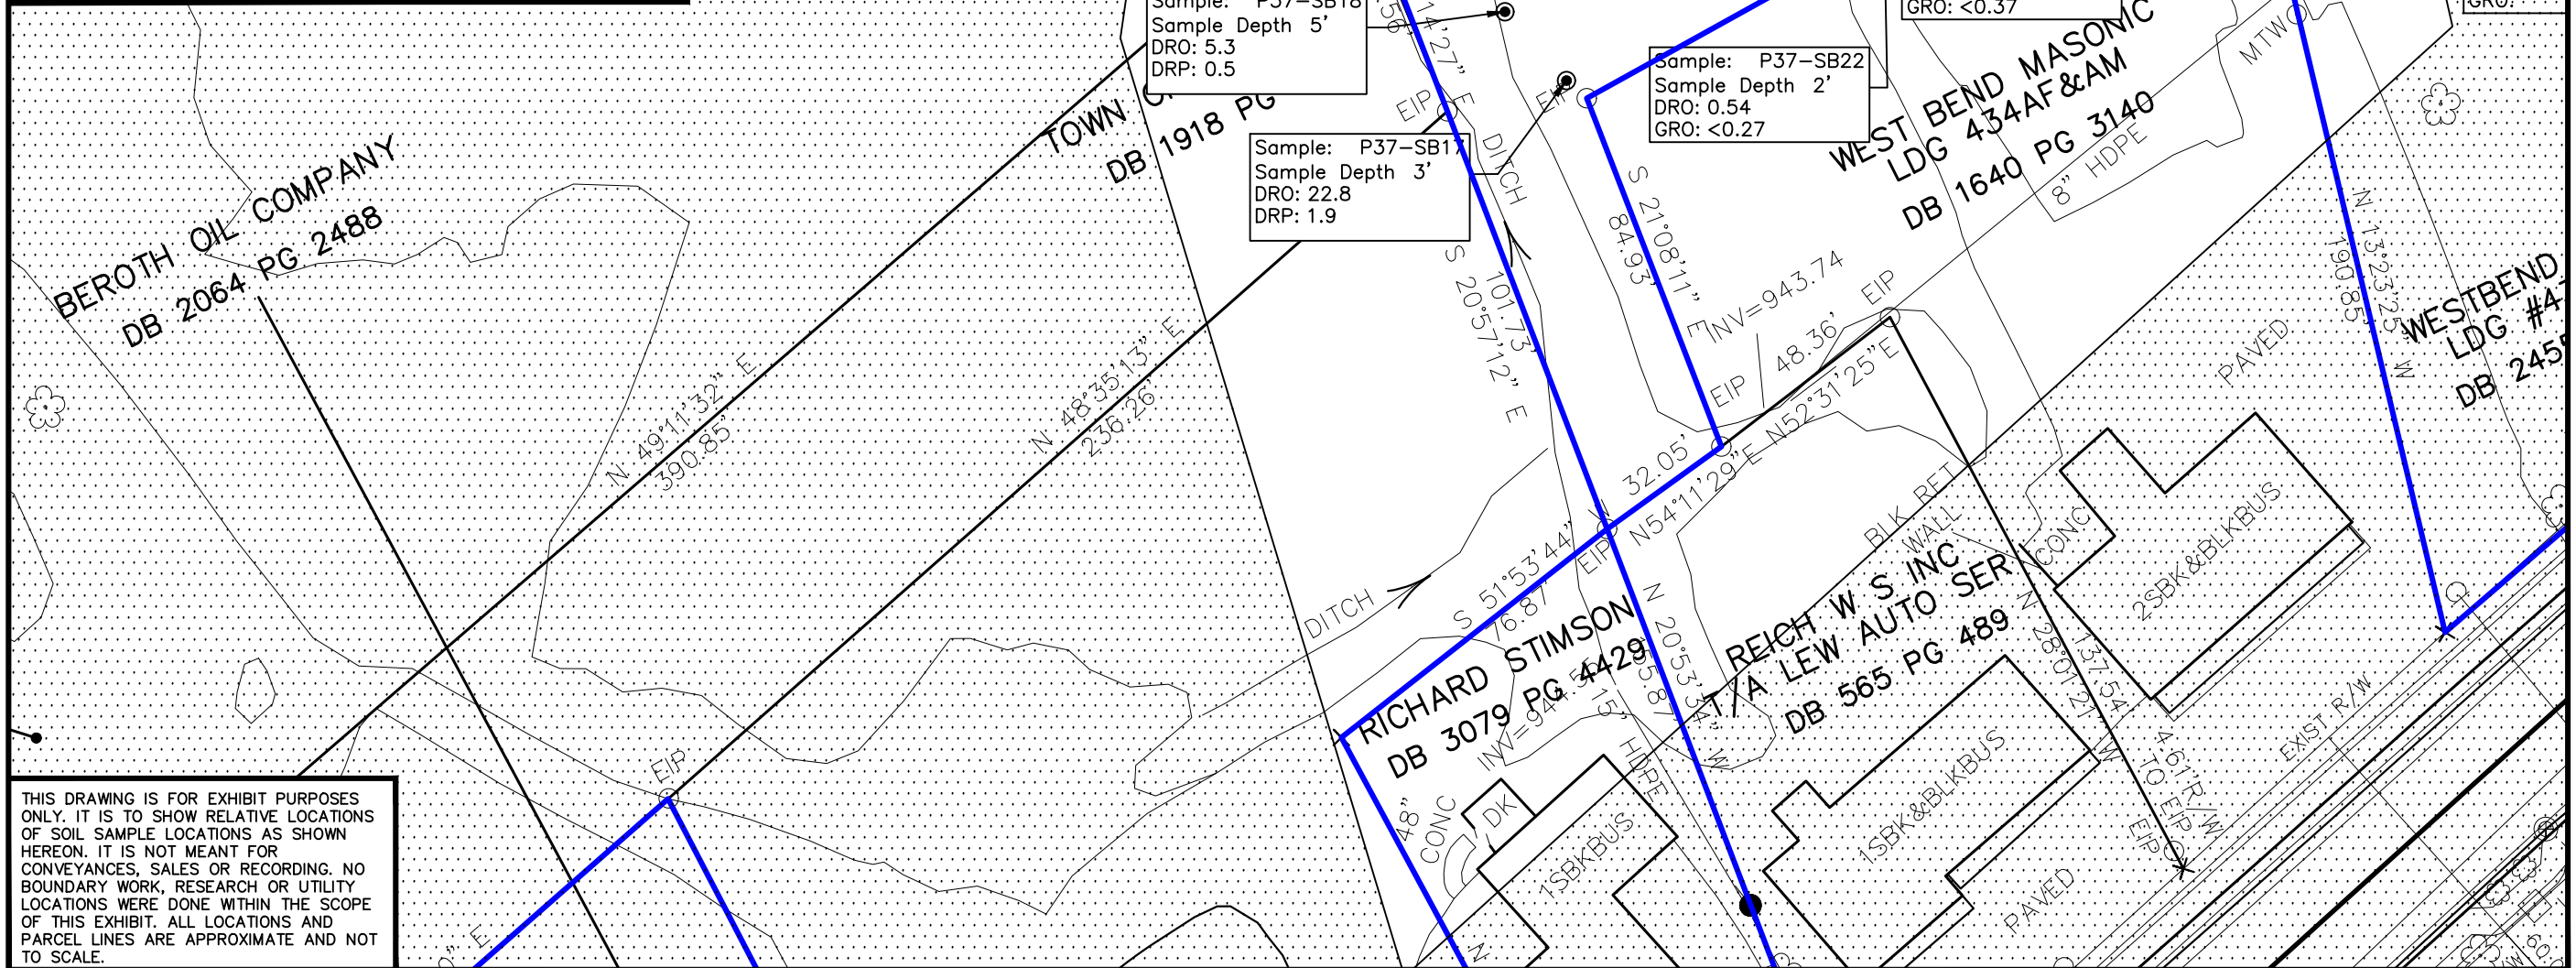 Sample: P37-SB18
Sample Depth 5'
DRO: 5.3
DRP: 0.5
14'27" E
GRO: <0.37
GRO:
Sample: P37-SB22
Sample Depth 2'
DRO: 0.54
GRO: <0.27
Sample: P37-SB17
Sample Depth 3'
DRO: 22.8
DRP: 1.9
TOWN
DB 1918 PG
EIP
EIP
DITCH
WEST BEND MASONIC
LDG 434AF&AM
DB 1640 PG 3140
8" HDPE
MTW
BEROTH OIL COMPANY
DB 2064 PG 2488
S 21°08'11" E
84.93'
101.73'
S 20°57'12" E
INV=943.74
EIP
48.36'
EIP
N52°31'25"E
N 13°23'25" W
190.85'
PAVED
WESTBEND
LDG
DB
N 49°11'32" E
390.85'
N 48°35'13" E
236.26'
32.05'
N54°11'29"E
EIP
S 51°53'44" W
76.87'
DITCH
BLK RET
WALL
CONC
2SBK&BLKBUS
RICHARD STIMSON
DB 3079 PG 4429
15" HDPE
N 20°53'34" W
REICH W S INC
T/A LEW AUTO SER
DB 565 PG 489
N 28°01'21" W
137.54'
4.61'R/W
TO EIP
EIP
EXIST R/W
EIP
48"
CONC
DK
1SBKBUS
1SBK&BLKBUS
PAVED
THIS DRAWING IS FOR EXHIBIT PURPOSES
ONLY. IT IS TO SHOW RELATIVE LOCATIONS
OF SOIL SAMPLE LOCATIONS AS SHOWN
HEREON. IT IS NOT MEANT FOR
CONVEYANCES, SALES OR RECORDING. NO
BOUNDARY WORK, RESEARCH OR UTILITY
LOCATIONS WERE DONE WITHIN THE SCOPE
OF THIS EXHIBIT. ALL LOCATIONS AND
PARCEL LINES ARE APPROXIMATE AND NOT
TO SCALE.